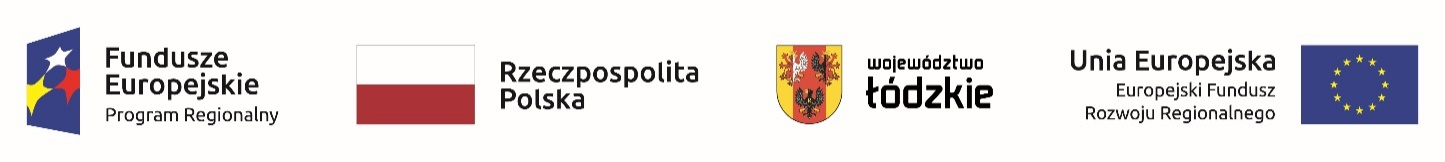 Fundusze
Europejskie
Program Regionalny
Rzeczpospolita
Polska
województwo
łódzkie
Unia Europejska
Europejski Fundusz
Rozwoju Regionalnego